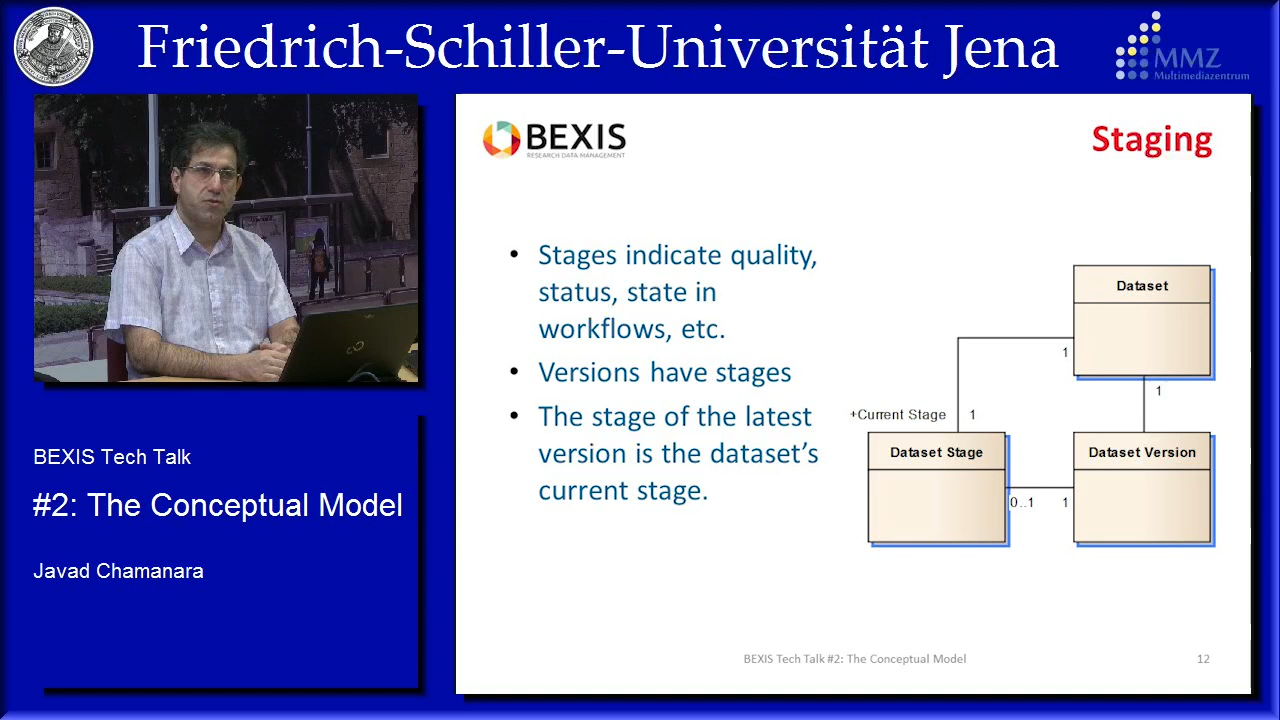 Friedrich-Schiller-Universität Jena
MMZ
Multimediazentrum
BEXIS Tech Talk
#2: The Conceptual Model
Javad Chamanara
BEXIS
RESEARCH DATA MANAGEMENT
Staging
• Stages indicate quality,
status, state in
workflows, etc.
• Versions have stages
• The stage of the latest
version is the dataset's
current stage.
Dataset
1
1
+Current Stage 1
Dataset Stage
Dataset Version
0..1 1
BEXIS Tech Talk #2: The Conceptual Model 12